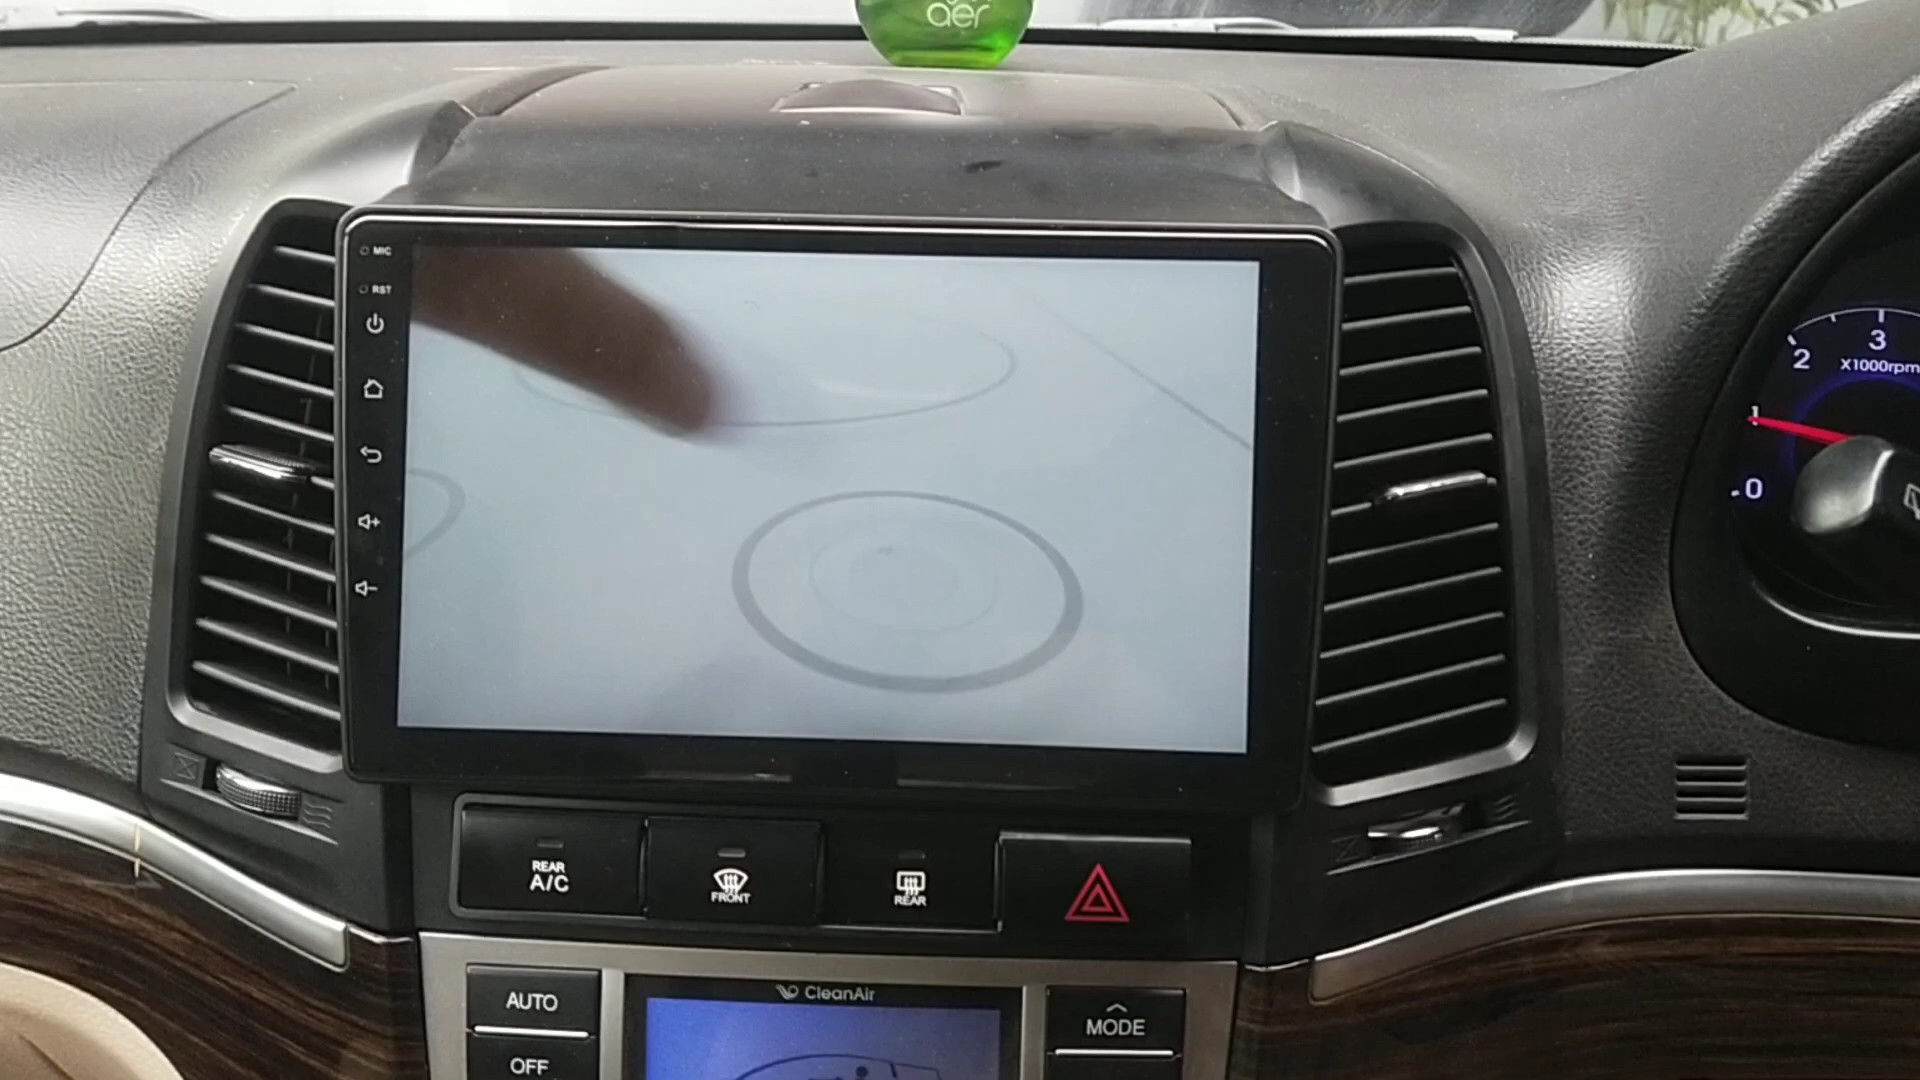 aer
MIC
RST
3
2
X1000rpm
1
0
REAR
A/C
FRONT
REAR
CleanAir
AUTO
MODE
OFF